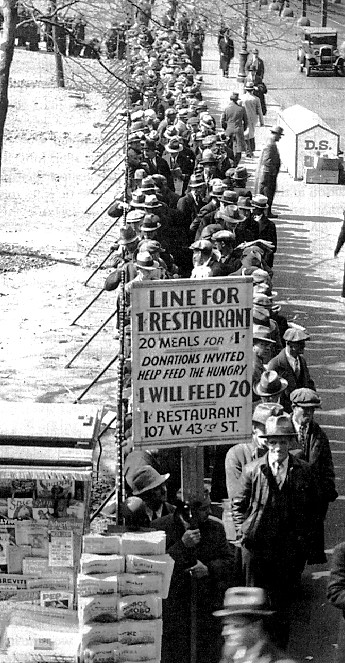 D.S.
LINE FOR
1¢ RESTAURANT
20 MEALS FOR $1.
DONATIONS INVITED
HELP FEED THE HUNGRY
$1 WILL FEED 20
1¢ RESTAURANT
107 W 43RD ST.
PEP